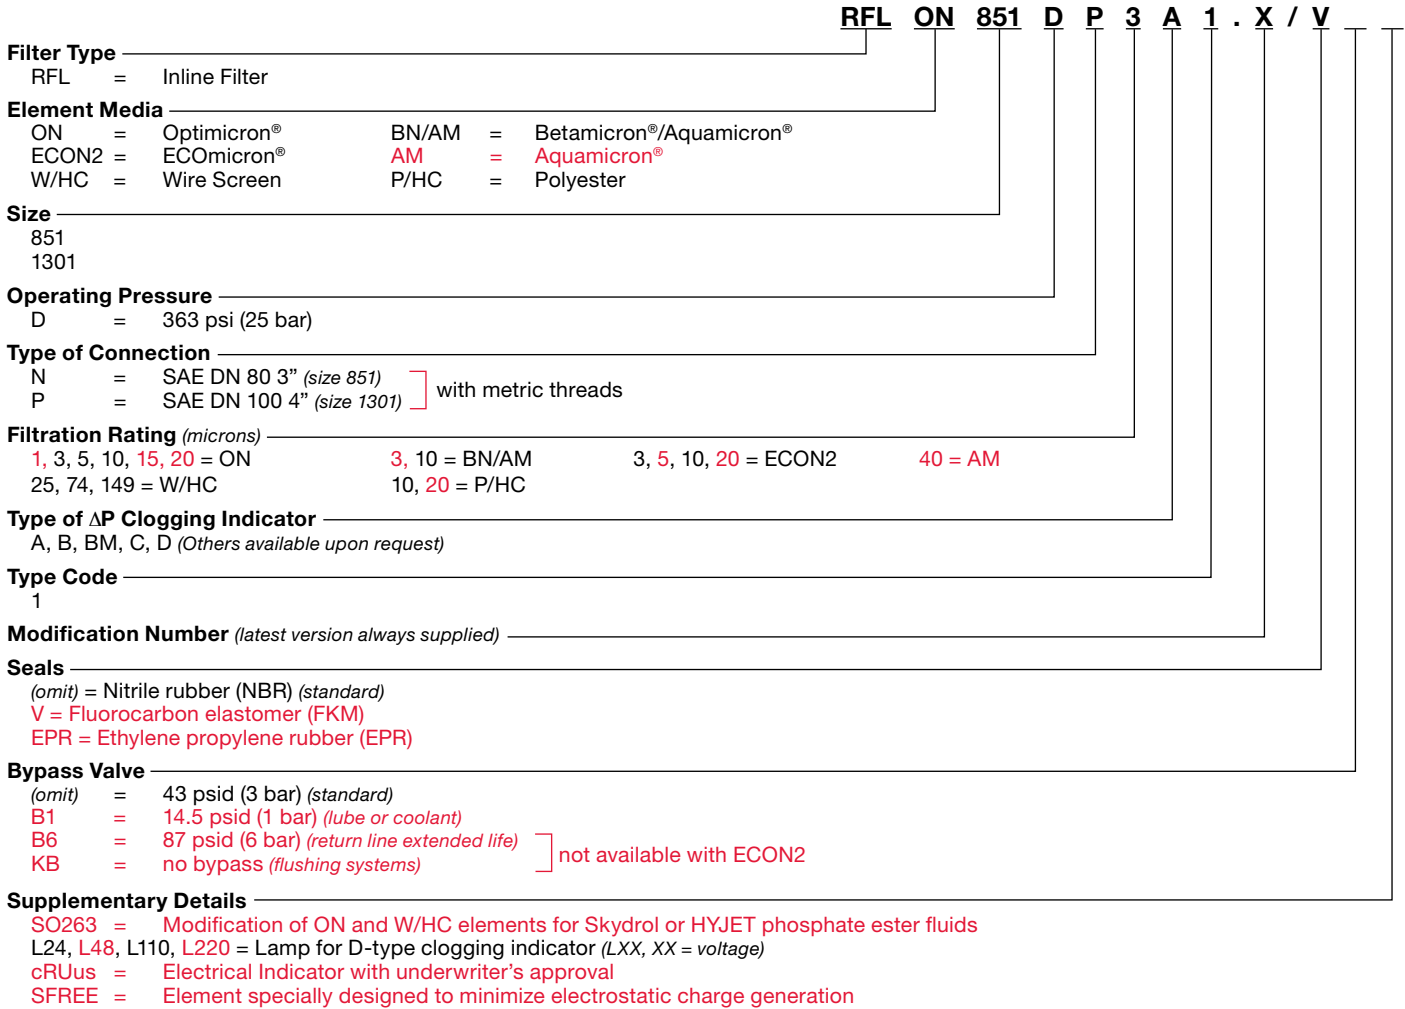 RFL ON 851 D P 3 A 1 . X / V _ _
Filter Type
RFL = Inline Filter
Element Media
ON = Optimicron® BN/AM = Betamicron®/Aquamicron®
ECON2 = ECOmicron® AM = Aquamicron®
W/HC = Wire Screen P/HC = Polyester
Size
851
1301
Operating Pressure
D = 363 psi (25 bar)
Type of Connection
N = SAE DN 80 3” (size 851)
P = SAE DN 100 4” (size 1301)
with metric threads
Filtration Rating (microns)
1, 3, 5, 10, 15, 20 = ON 3, 10 = BN/AM 3, 5, 10, 20 = ECON2 40 = AM
25, 74, 149 = W/HC 10, 20 = P/HC
Type of ∆P Clogging Indicator
A, B, BM, C, D (Others available upon request)
Type Code
1
Modification Number (latest version always supplied)
Seals
(omit) = Nitrile rubber (NBR) (standard)
V = Fluorocarbon elastomer (FKM)
EPR = Ethylene propylene rubber (EPR)
Bypass Valve
(omit) = 43 psid (3 bar) (standard)
B1 = 14.5 psid (1 bar) (lube or coolant)
B6 = 87 psid (6 bar) (return line extended life)
KB = no bypass (flushing systems)
not available with ECON2
Supplementary Details
SO263 = Modification of ON and W/HC elements for Skydrol or HYJET phosphate ester fluids
L24, L48, L110, L220 = Lamp for D-type clogging indicator (LXX, XX = voltage)
cRUus = Electrical Indicator with underwriter’s approval
SFREE = Element specially designed to minimize electrostatic charge generation